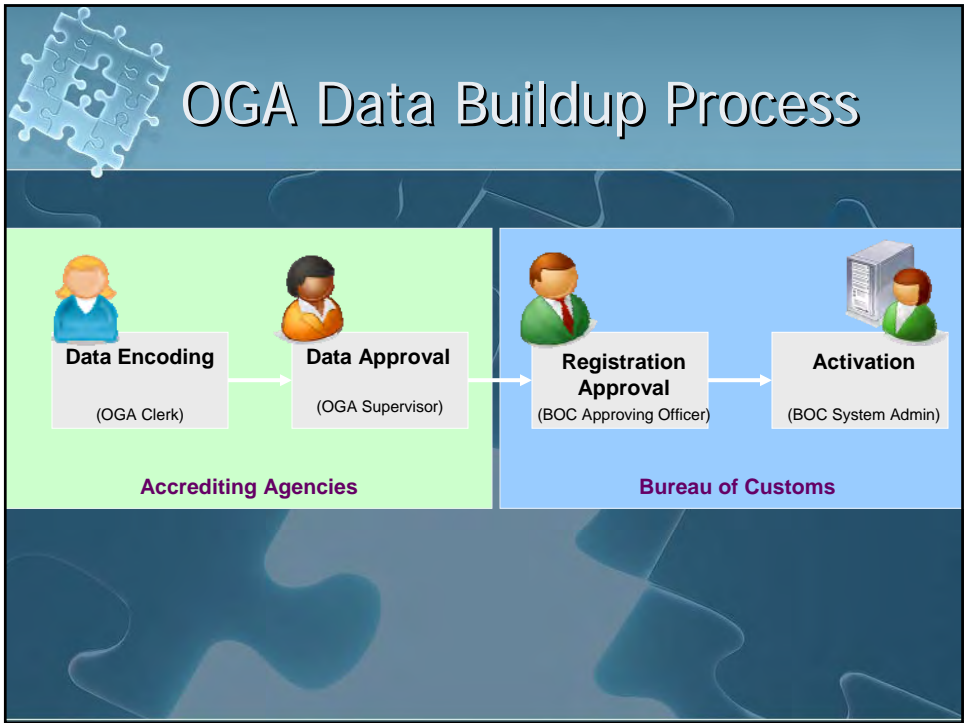 OGA Data Buildup Process
Data Encoding
(OGA Clerk)
Data Approval
(OGA Supervisor)
Registration
Approval
(BOC Approving Officer)
Activation
(BOC System Admin)
Accrediting Agencies
Bureau of Customs